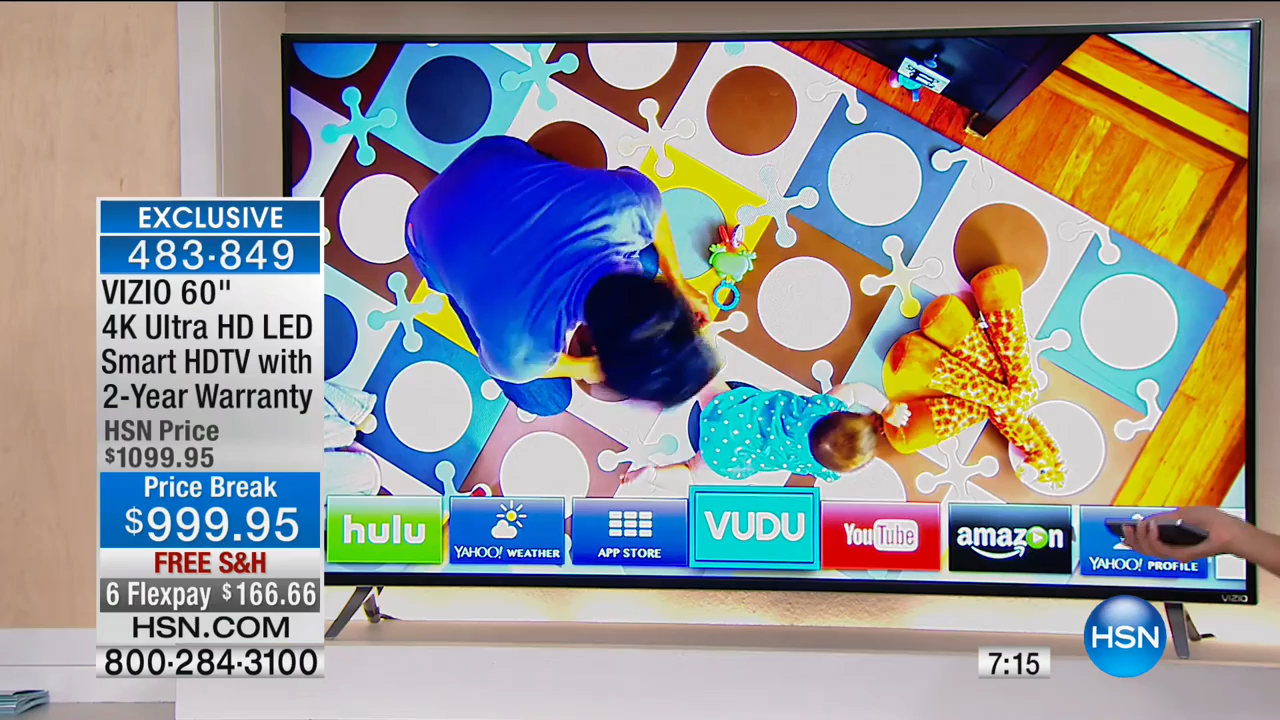 EXCLUSIVE
483-849
VIZIO 60"
4K Ultra HD LED
Smart HDTV with
2-Year Warranty
HSN Price
$1099.95
Price Break
$999.95
FREE S&H
6 Flexpay $166.66
HSN.COM
800-284-3100
hulu
YAHOO! WEATHER
APP STORE
VUDU
YouTube
amazon
YAHOO! PROFILE
VIZIO
HSN
7:15